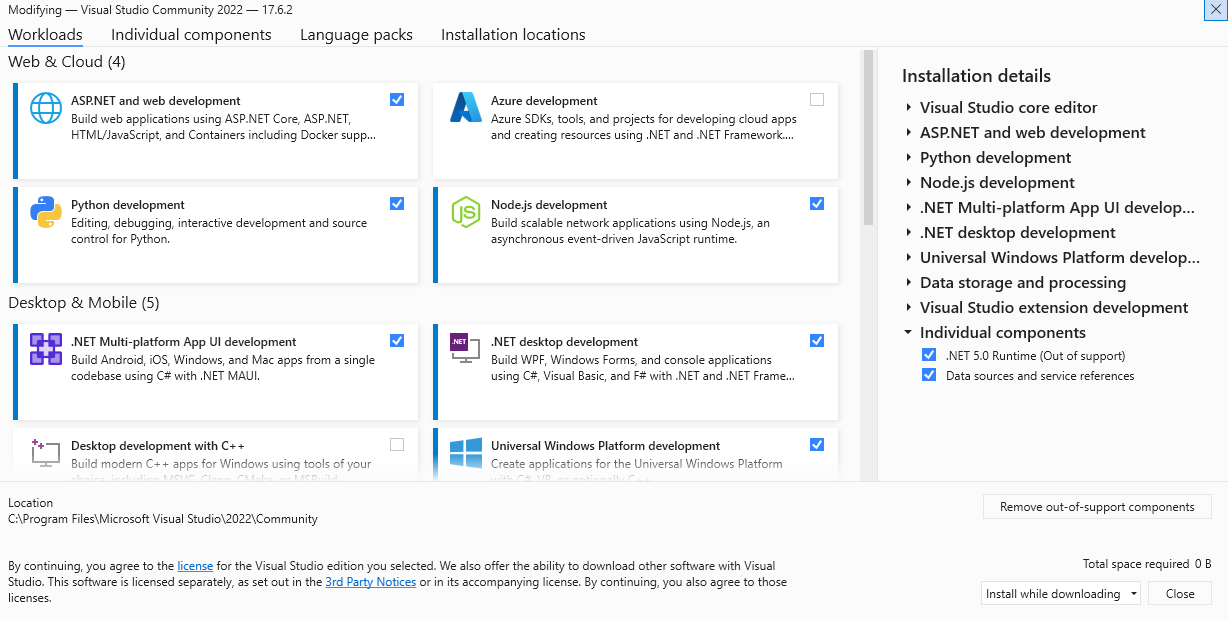 Modifying — Visual Studio Community 2022 — 17.6.2
Workloads Individual components Language packs Installation locations
Web & Cloud (4)
ASP.NET and web development
Build web applications using ASP.NET Core, ASP.NET,
HTML/JavaScript, and Containers including Docker supp...
Azure development
Azure SDKs, tools, and projects for developing cloud apps
and creating resources using .NET and .NET Framework....
Python development
Editing, debugging, interactive development and source
control for Python.
JS
Node.js development
Build scalable network applications using Node.js, an
asynchronous event-driven JavaScript runtime.
Desktop & Mobile (5)
.NET Multi-platform App UI development
Build Android, iOS, Windows, and Mac apps from a single
codebase using C# with .NET MAUI.
.NET
.NET desktop development
Build WPF, Windows Forms, and console applications
using C#, Visual Basic, and F# with .NET and .NET Frame...
Desktop development with C++
Build modern C++ apps for Windows using tools of your
choice, including MSVC, Clang, CMake, or MSBuild.
Universal Windows Platform development
Create applications for the Universal Windows Platform
with C#, VB, or optionally C++.
Installation details
Visual Studio core editor
ASP.NET and web development
Python development
Node.js development
.NET Multi-platform App UI develop...
.NET desktop development
Universal Windows Platform develop...
Data storage and processing
Visual Studio extension development
Individual components
.NET 5.0 Runtime (Out of support)
Data sources and service references
Location
C:\Program Files\Microsoft Visual Studio\2022\Community
Remove out-of-support components
By continuing, you agree to the license for the Visual Studio edition you selected. We also offer the ability to download other software with Visual
Studio. This software is licensed separately, as set out in the 3rd Party Notices or in its accompanying license. By continuing, you also agree to those
licenses.
Total space required 0 B
Install while downloading
Close